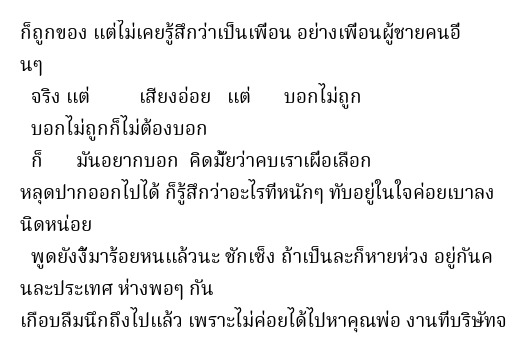 ก็ถูกของ แต่ไม่เคยรู้สึกว่าเป็นเพื่อน อย่างเพื่อนผู้ชายคนอื่
นๆ
จริง แต่ เสียงอ่อย แต่ บอกไม่ถูก
บอกไม่ถูกก็ไม่ต้องบอก
ก็ มันอยากบอก คิดมั้ยว่าคบเราเผื่อเลือก
หลุดปากออกไปได้ ก็รู้สึกว่าอะไรที่หนักๆ ทับอยู่ในใจค่อยเบาลง
นิดหน่อย
พูดยังงี้มาร้อยหนแล้วนะ ชักเซ็ง ถ้าเป็นละก็หายห่วง อยู่กันค
นละประเทศ ห่างพอๆ กัน
เกือบลืมนึกถึงไปแล้ว เพราะไม่ค่อยได้ไปหาคุณพ่อ งานที่บริษัทจ